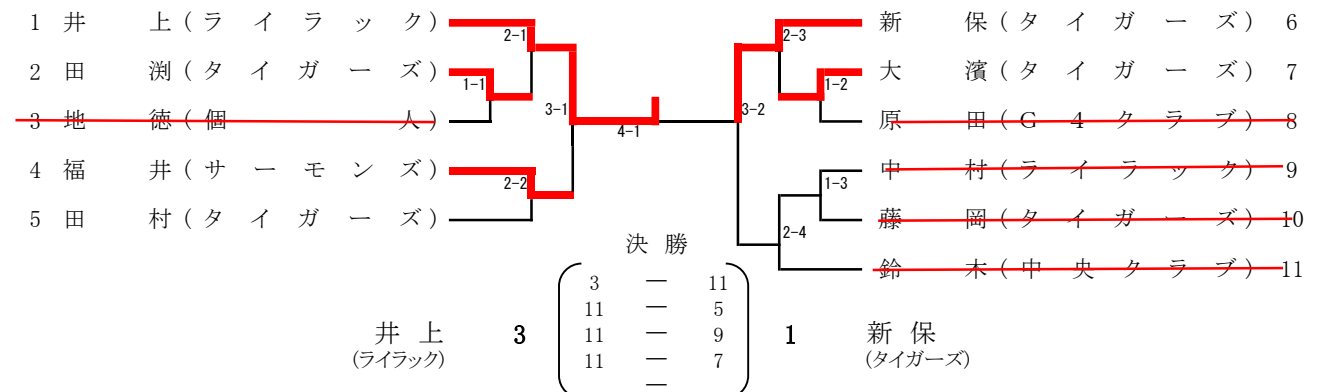 1 井 上(ライラック) 2-1 2-3 新 保(タイガーズ) 6
2 田 渕(タイガーズ) 1-1 1-2 大 濱(タイガーズ) 7
3 地 徳(個 人) 3-1 4-1 3-2 原 田(G4クラブ) 8
4 福 井(サーモンズ) 2-2 1-3 中 村(ライラック) 9
5 田 村(タイガーズ) 2-4 藤 岡(タイガーズ) 10
鈴 木(中央クラブ) 11
決 勝
3 — 11
11 — 5
11 — 9
11 — 7
—
井 上 3 1 新 保
(ライラック) (タイガーズ)